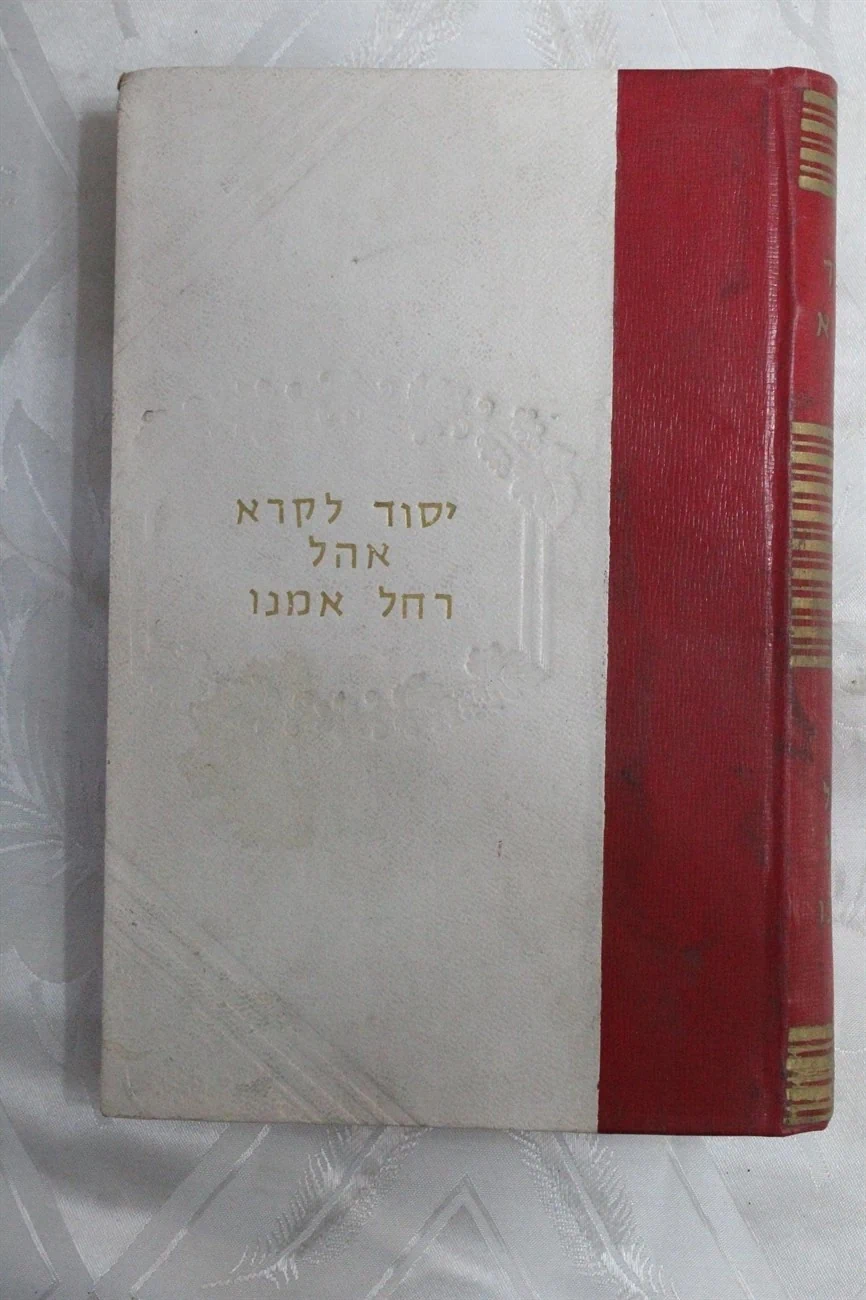 יסוד לקרא
אהל
רחל אמנו